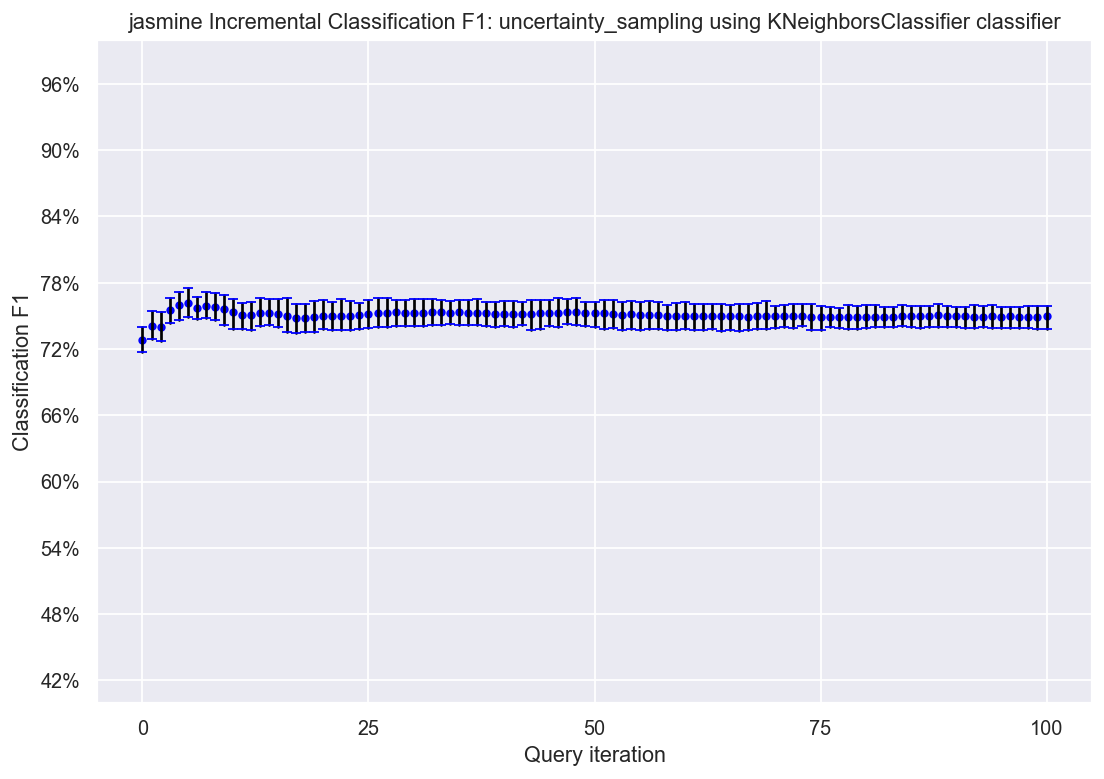 jasmine Incremental Classification F1: uncertainty_sampling using KNeighborsClassifier classifier
96%
90%
84%
78%
72%
66%
60%
54%
48%
42%
Classification F1
0 25 50 75 100
Query iteration